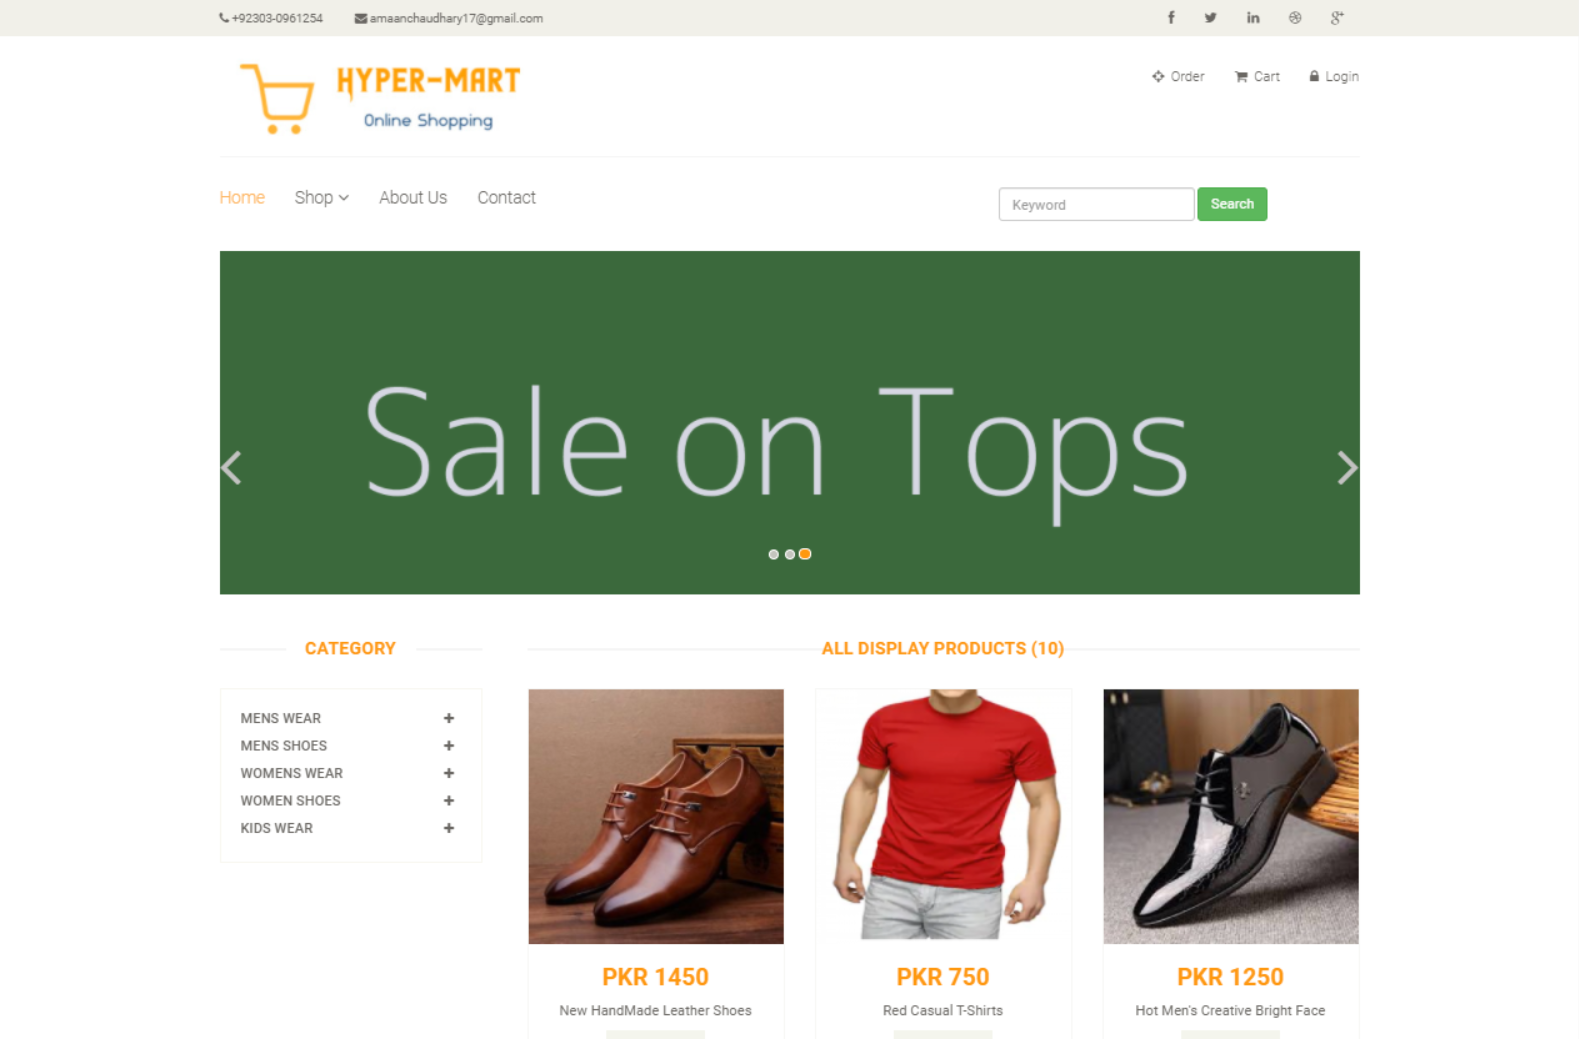 +92303-0961254 amaanchaudhary17@gmail.com
HYPER-MART
Online Shopping
Order Cart Login
Home Shop About Us Contact
Keyword Search
Sale on Tops
CATEGORY
MENS WEAR
MENS SHOES
WOMENS WEAR
WOMEN SHOES
KIDS WEAR
ALL DISPLAY PRODUCTS (10)
PKR 1450
New HandMade Leather Shoes
PKR 750
Red Casual T-Shirts
PKR 1250
Hot Men's Creative Bright Face